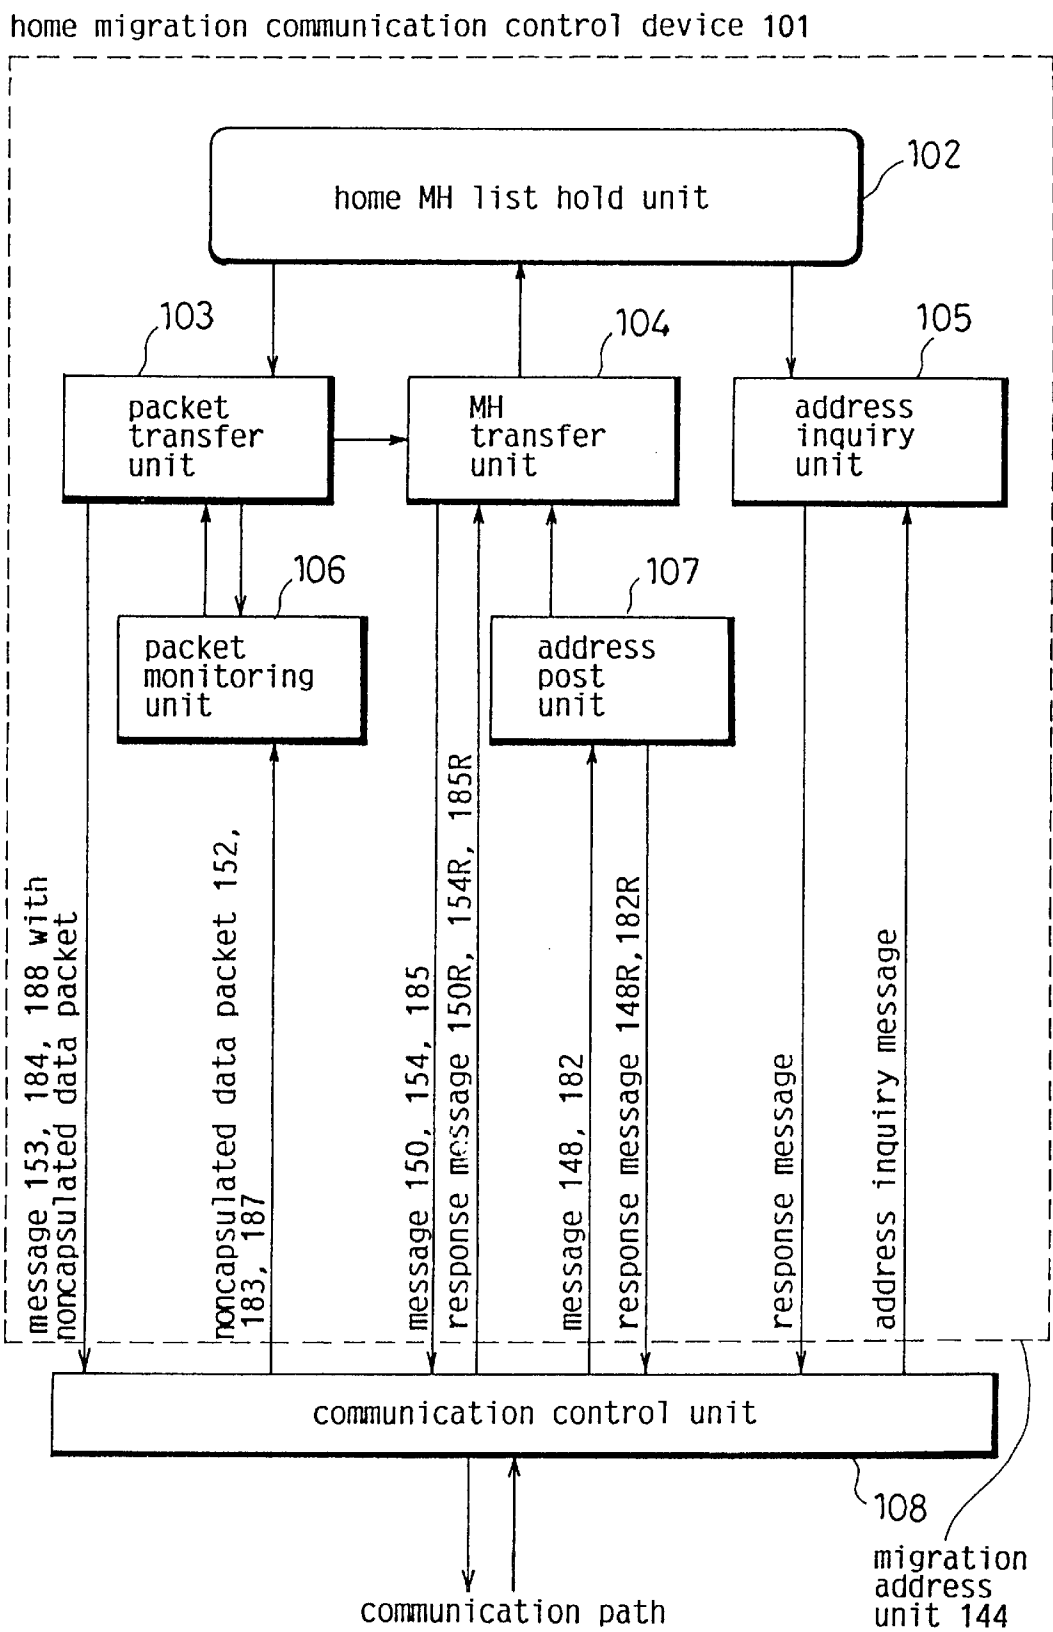 home migration communication control device 101
102
home MH list hold unit
103
104
105
packet
transfer
unit
MH
transfer
unit
address
inquiry
unit
106
107
packet
monitoring
unit
address
post
unit
message 153, 184, 188 with
noncapsulated data packet
noncapsulated data packet 152,
183, 187
message 150, 154, 185
response message 150R, 154R, 185R
message 148, 182
response message 148R,182R
response message
address inquiry message
communication control unit
108
migration
address
unit 144
communication path